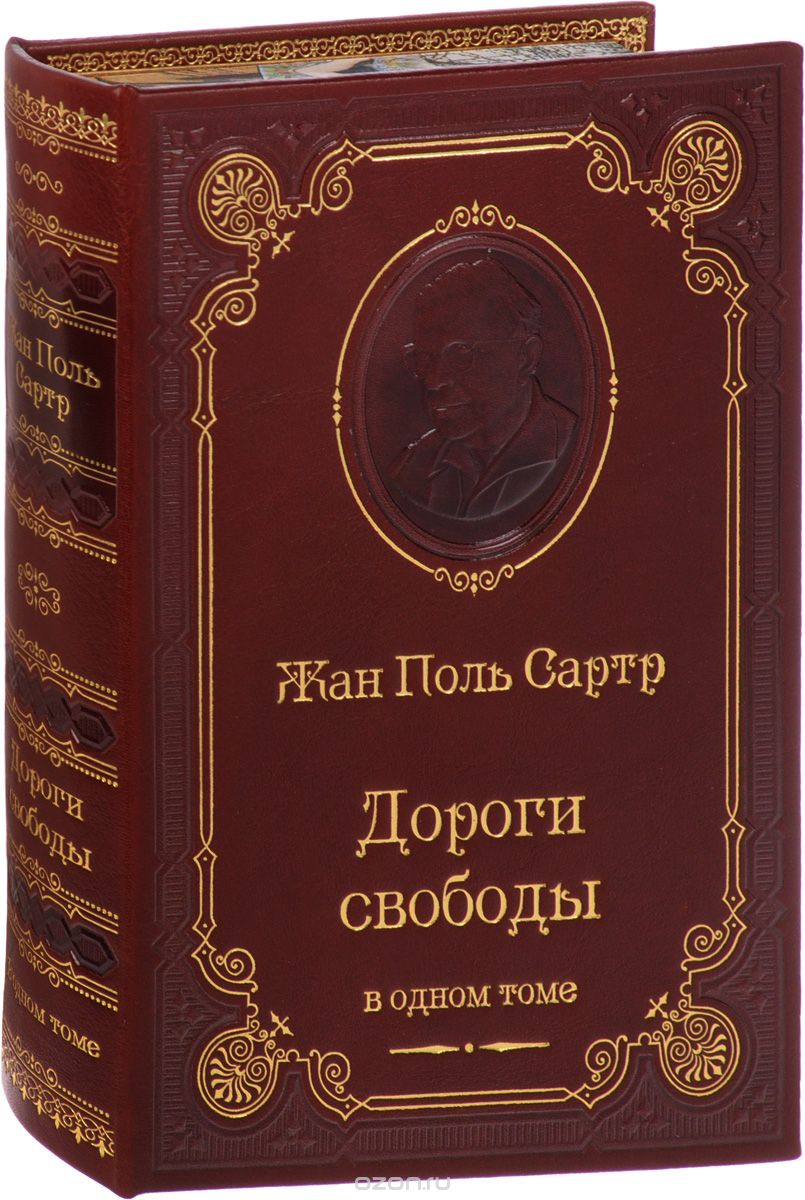 Жан Поль
Сартр
Дороги
свободы
в одном томе
Жан Поль Сартр
Дороги
свободы
в одном томе
ozon.ru